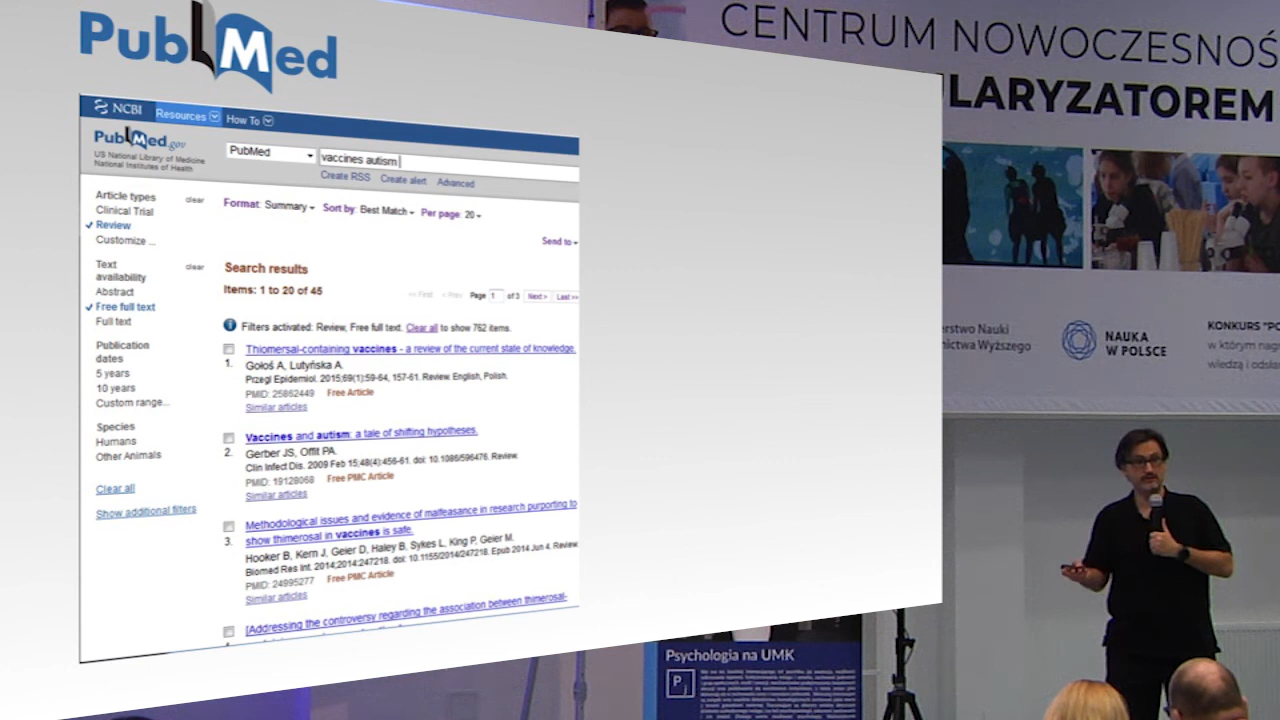 PubMed
NCBI Resources How To
PubMed.gov
US National Library of Medicine
National Institutes of Health
PubMed
vaccines autism
Create RSS Create alert Advanced
Article types
clear
Clinical Trial
Review
Customize ...
Text
availability
clear
Abstract
Free full text
Full text
Publication
dates
5 years
10 years
Custom range...
Species
Humans
Other Animals
Clear all
Show additional filters
Format: Summary Sort by: Best Match Per page: 20
Send to
Search results
Items: 1 to 20 of 45
<< First < Prev Page 1 of 3 Next > Last >>
Filters activated: Review, Free full text. Clear all to show 762 items.
Thiomersal-containing vaccines - a review of the current state of knowledge.
1. Gołoś A, Lutyńska A.
Przegl Epidemiol. 2015;69(1):59-64, 157-61. Review. English, Polish.
PMID: 25862449 Free Article
Similar articles
Vaccines and autism: a tale of shifting hypotheses.
2. Gerber JS, Offit PA.
Clin Infect Dis. 2009 Feb 15;48(4):456-61. doi: 10.1086/596476. Review.
PMID: 19128068 Free PMC Article
Similar articles
Methodological issues and evidence of malfeasance in research purporting to
show thimerosal in vaccines is safe.
3. Hooker B, Kern J, Geier D, Haley B, Sykes L, King P, Geier M.
Biomed Res Int. 2014;2014:247218. doi: 10.1155/2014/247218. Epub 2014 Jun 4. Review.
PMID: 24995277 Free PMC Article
Similar articles
[Addressing the controversy regarding the association between thimerosal-
CENTRUM NOWOCZESNOŚ
LARYZATOREM
erstwo Nauki
nictwa Wyższego
NAUKA
W POLSCE
KONKURS "PO
w którym nagr
wiedzą i odsła
Psychologia na UMK